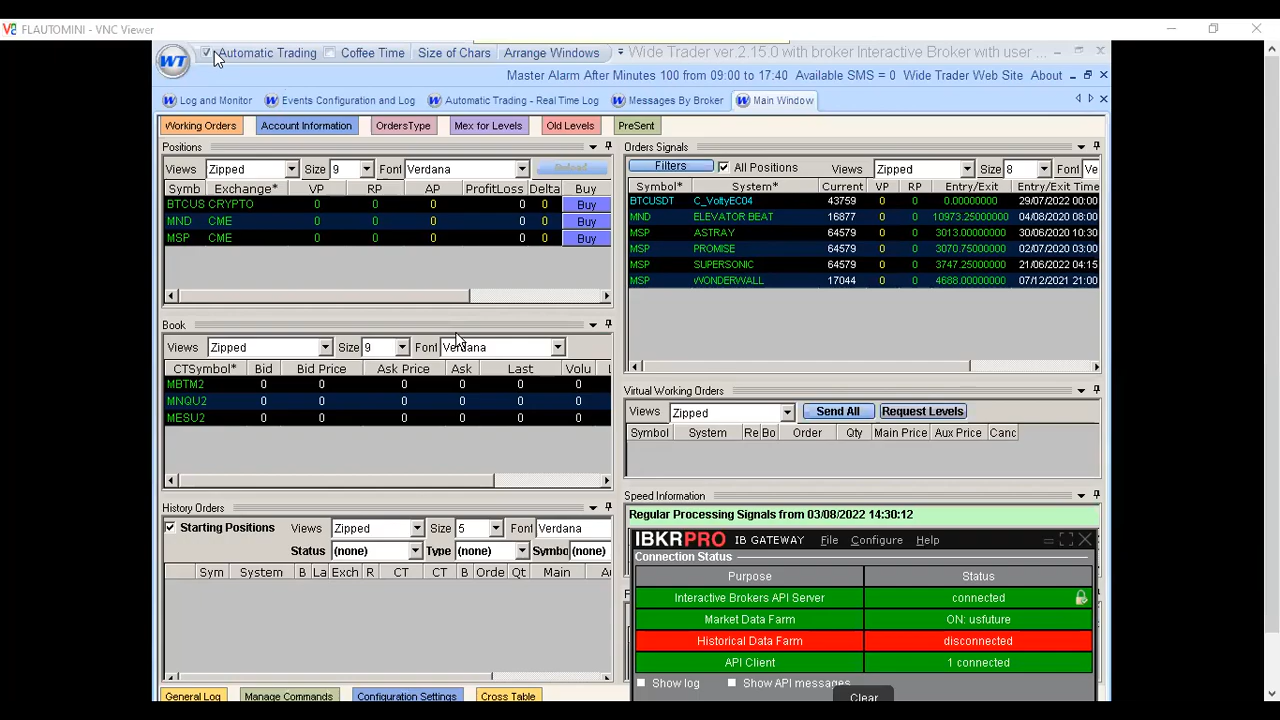 FLAUTOMINI - VNC Viewer
WT Automatic Trading Coffee Time Size of Chars Arrange Windows Wide Trader ver.2.15.0 with broker Interactive Broker with user
Master Alarm After Minutes 100 from 09:00 to 17:40 Available SMS = 0 Wide Trader Web Site About
Log and Monitor Events Configuration and Log Automatic Trading - Real Time Log Messages By Broker Main Window
Working Orders Account Information OrdersType Mex for Levels Old Levels PreSent
Positions
Views Zipped Size 9 Font Verdana
Symb Exchange* VP RP AP ProfitLoss Delta Buy
BTCUS CRYPTO 0 0 0 0 0 Buy
MND CME 0 0 0 0 0 Buy
MSP CME 0 0 0 0 0 Buy
Orders Signals
Filters All Positions Views Zipped Size 8 Font Ve
Symbol* System* Current VP RP Entry/Exit Entry/Exit Time
BTCUSDT C_VoltyEC04 43759 0 0 0.00000000 29/07/2022 00:00
MND ELEVATOR BEAT 16877 0 0 10973.25000000 04/08/2020 08:00
MSP ASTRAY 64579 0 0 3013.00000000 30/06/2020 10:30
MSP PROMISE 64579 0 0 3070.75000000 02/07/2020 03:00
MSP SUPERSONIC 64579 0 0 3747.25000000 21/06/2022 04:15
MSP WONDERWALL 17044 0 0 4688.00000000 07/12/2021 21:00
Book
Views Zipped Size 9 Font Verdana
CTSymbol* Bid Bid Price Ask Price Ask Last Volu
MBTM2 0 0 0 0 0 0
MNQU2 0 0 0 0 0 0
MESU2 0 0 0 0 0 0
Virtual Working Orders
Views Zipped Send All Request Levels
Symbol System Re Bo Order Qty Main Price Aux Price Canc
History Orders
Starting Positions Views Zipped Size 5 Font Verdana
Status (none) Type (none) Symbo (none)
Sym System B La Exch R CT CT B Orde Qt Main Au
Speed Information
Regular Processing Signals from 03/08/2022 14:30:12
IBKRPRO IB GATEWAY File Configure Help
Connection Status
Purpose Status
Interactive Brokers API Server connected
Market Data Farm ON: usfuture
Historical Data Farm disconnected
API Client 1 connected
Show log Show API messages
Clear
General Log Manage Commands Configuration Settings Cross Table